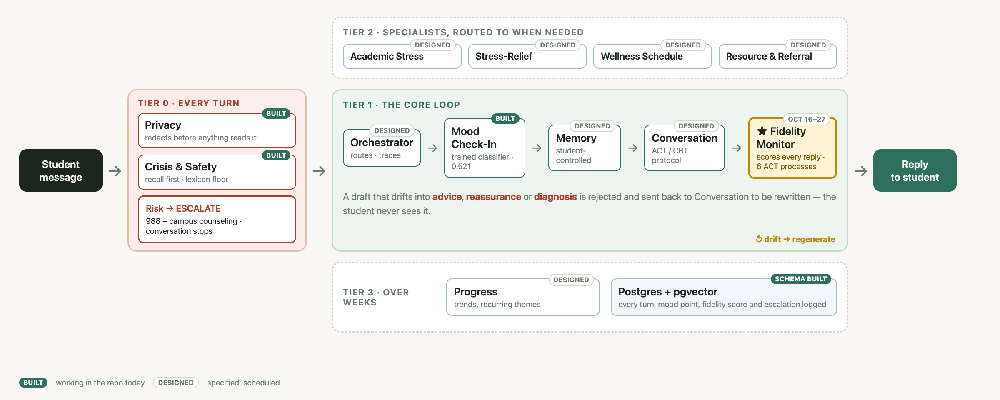 TIER 2 · SPECIALISTS, ROUTED TO WHEN NEEDED
DESIGNED
Academic Stress
DESIGNED
Stress-Relief
DESIGNED
Wellness Schedule
DESIGNED
Resource & Referral
Student
message
→
TIER 0 · EVERY TURN
BUILT
Privacy
redacts before anything reads it
BUILT
Crisis & Safety
recall first · lexicon floor
Risk → ESCALATE
988 + campus counseling ·
conversation stops
→
TIER 1 · THE CORE LOOP
DESIGNED
Orchestrator
routes · traces
→
BUILT
Mood
Check-In
trained classifier ·
0.521
→
DESIGNED
Memory
student-
controlled
→
DESIGNED
Conversation
ACT / CBT
protocol
→
OCT 16–27
★ Fidelity
Monitor
scores every reply ·
6 ACT processes
A draft that drifts into advice, reassurance or diagnosis is rejected and sent back to Conversation to be rewritten — the
student never sees it.
↺ drift → regenerate
→
Reply
to student
TIER 3 · OVER
WEEKS
DESIGNED
Progress
trends, recurring themes
SCHEMA BUILT
Postgres + pgvector
every turn, mood point, fidelity score and escalation logged
BUILT working in the repo today DESIGNED specified, scheduled